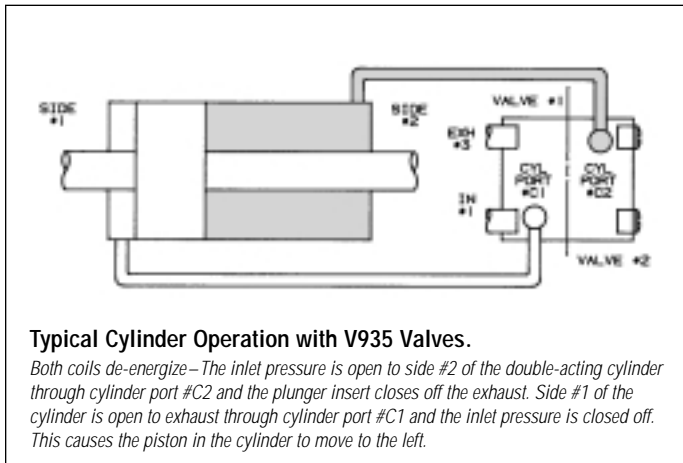 SIDE
#1
SIDE
#2
VALVE #1
EXH
#3
CYL
PORT
#C1
CYL
PORT
#C2
IN
#1
VALVE #2
Typical Cylinder Operation with V935 Valves.
Both coils de-energize–The inlet pressure is open to side #2 of the double-acting cylinder
through cylinder port #C2 and the plunger insert closes off the exhaust. Side #1 of the
cylinder is open to exhaust through cylinder port #C1 and the inlet pressure is closed off.
This causes the piston in the cylinder to move to the left.